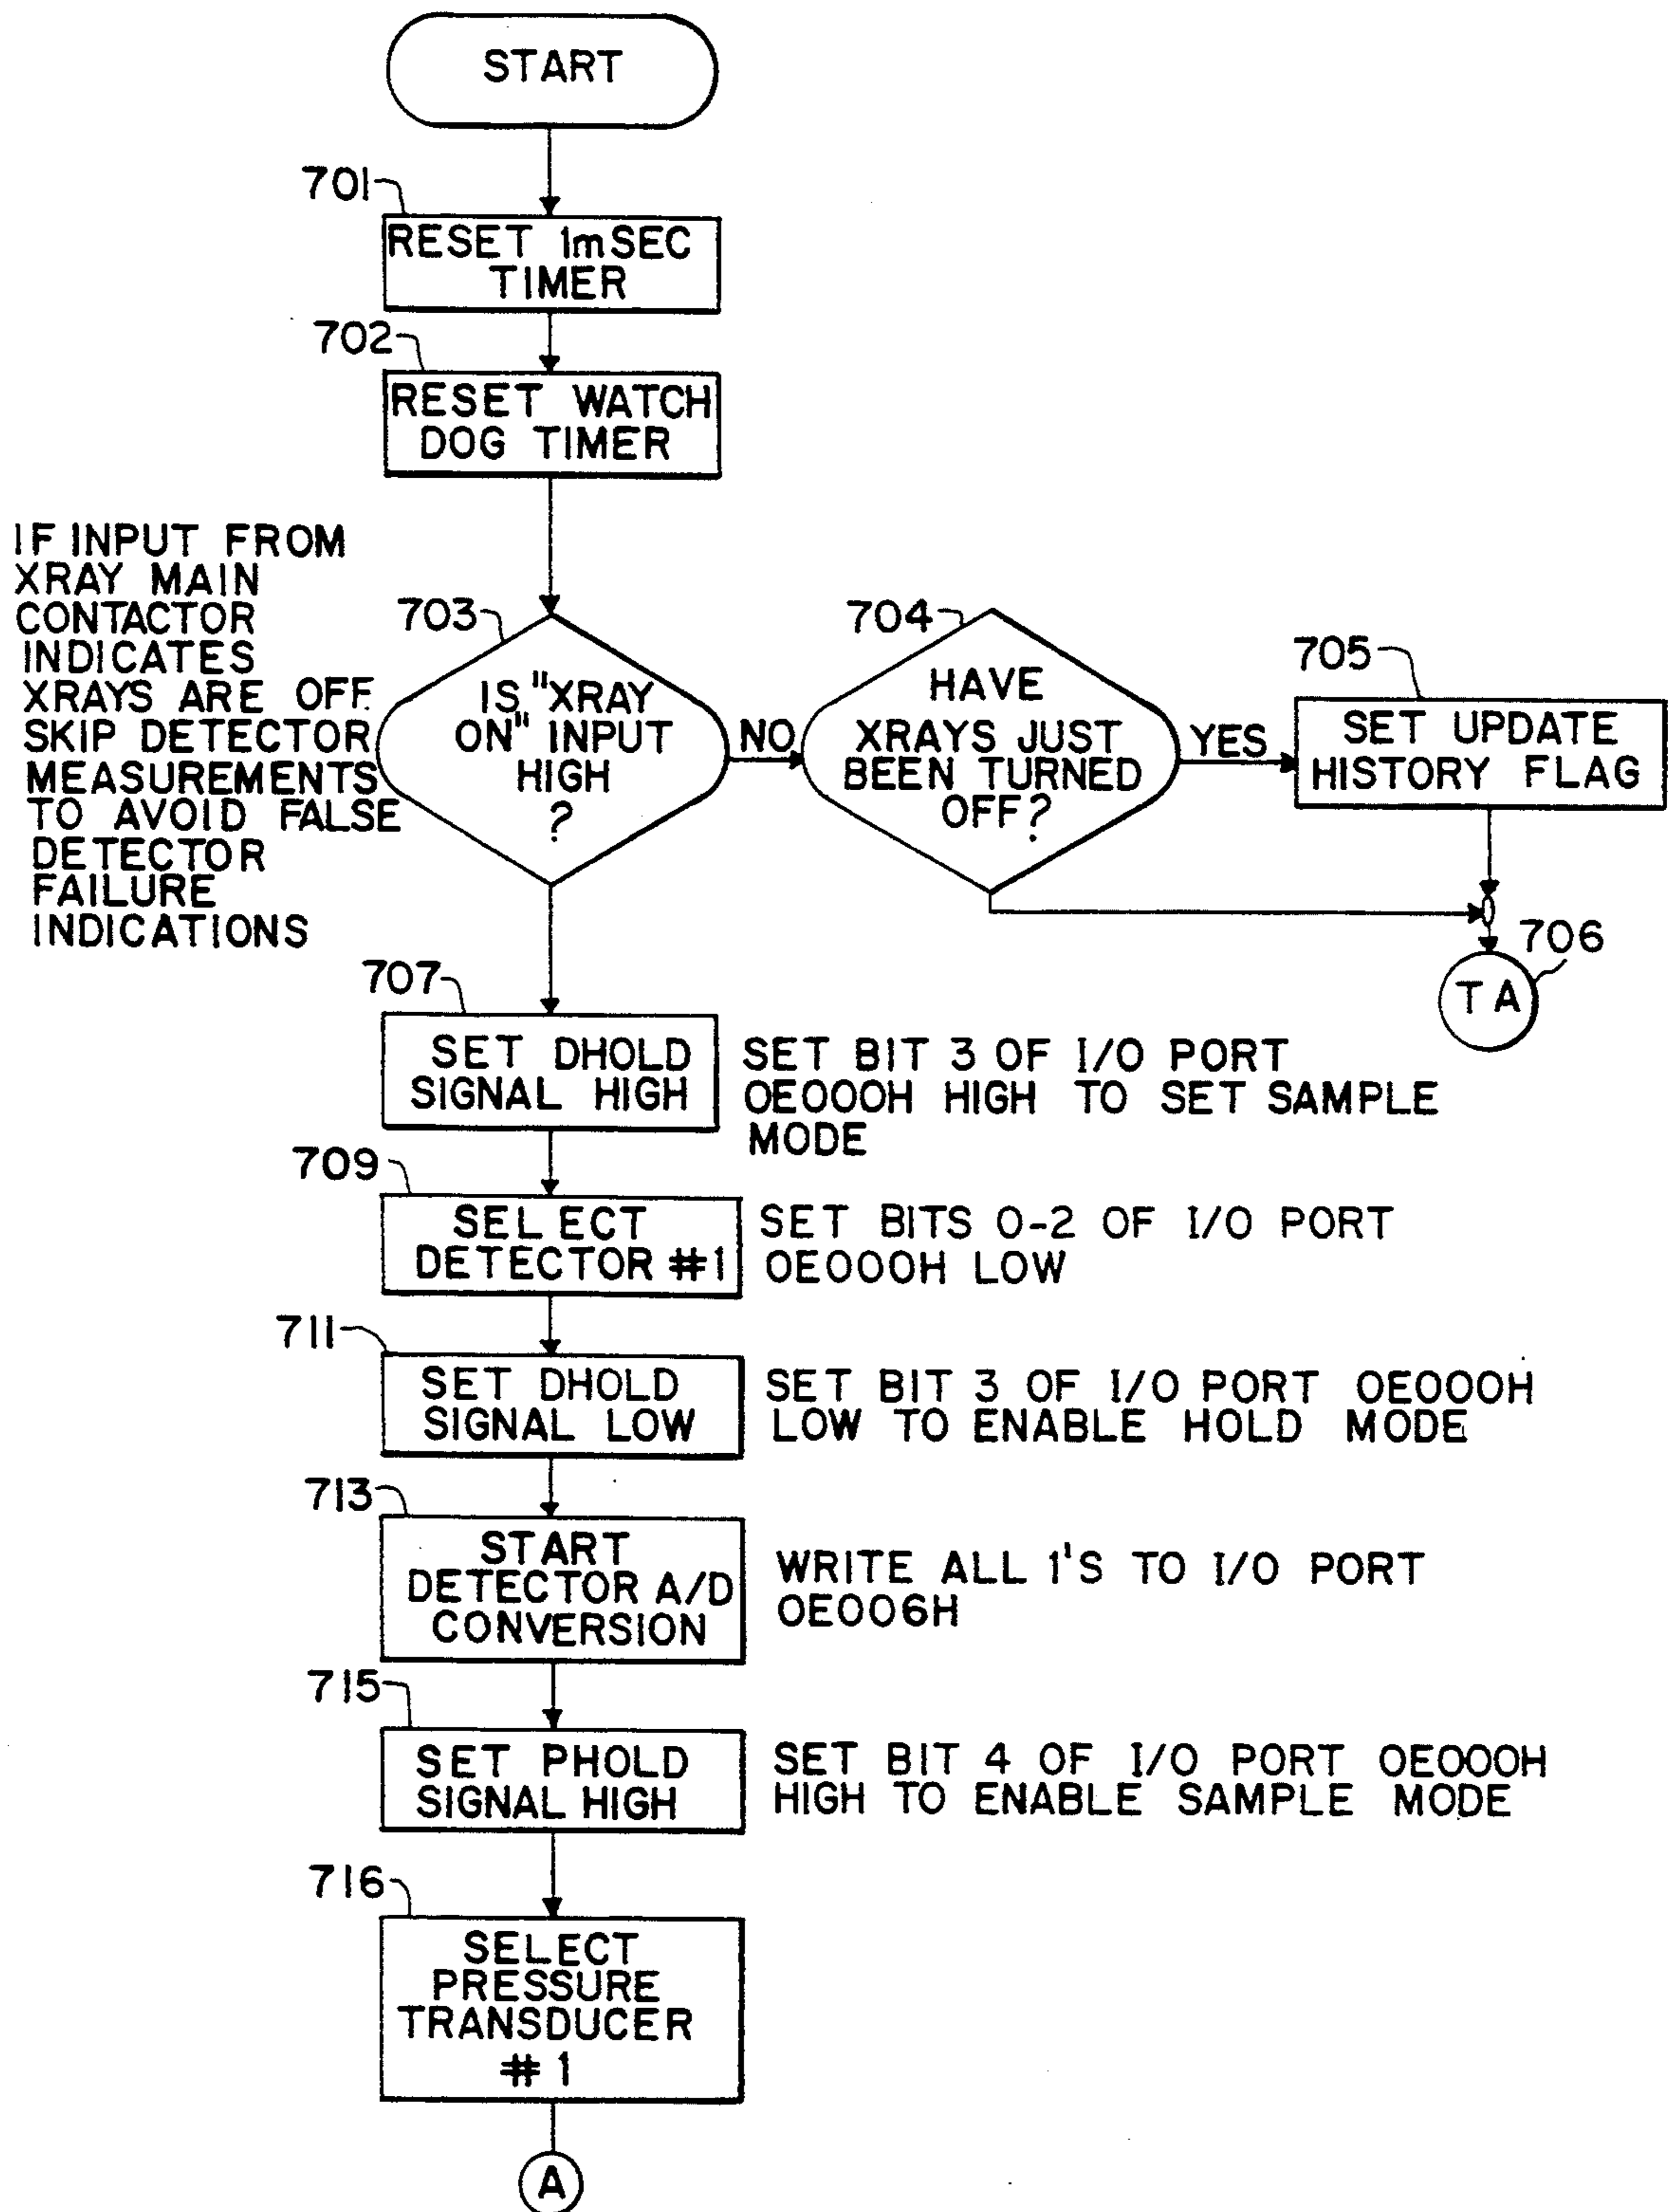 START
701
RESET 1mSEC
TIMER
702
RESET WATCH
DOG TIMER
IF INPUT FROM
XRAY MAIN
CONTACTOR
INDICATES
XRAYS ARE OFF.
SKIP DETECTOR
MEASUREMENTS
TO AVOID FALSE
DETECTOR
FAILURE
INDICATIONS
703
IS "XRAY
ON" INPUT
HIGH
?
NO
704
HAVE
XRAYS JUST
BEEN TURNED
OFF?
YES
705
SET UPDATE
HISTORY FLAG
706
TA
707
SET DHOLD
SIGNAL HIGH
SET BIT 3 OF I/O PORT
OEOOOH HIGH TO SET SAMPLE
MODE
709
SELECT
DETECTOR #1
SET BITS 0-2 OF I/O PORT
OEOOOH LOW
711
SET DHOLD
SIGNAL LOW
SET BIT 3 OF I/O PORT OEOOOH
LOW TO ENABLE HOLD MODE
713
START
DETECTOR A/D
CONVERSION
WRITE ALL 1'S TO I/O PORT
OEOO6H
715
SET PHOLD
SIGNAL HIGH
SET BIT 4 OF I/O PORT OEOOOH
HIGH TO ENABLE SAMPLE MODE
716
SELECT
PRESSURE
TRANSDUCER
# 1
A